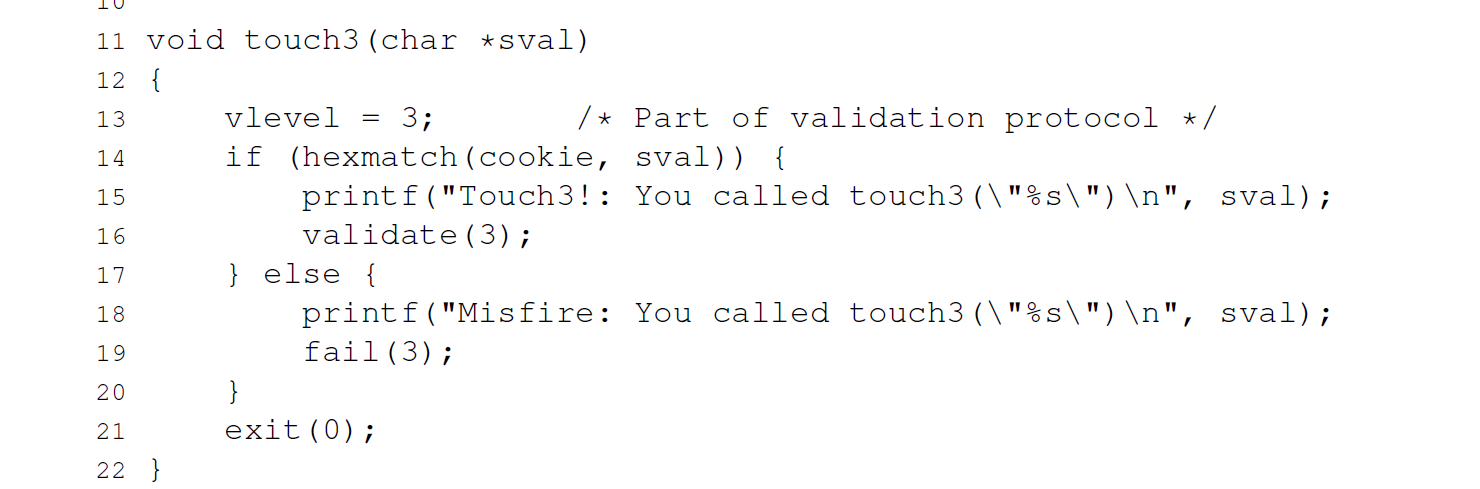 10
11 void touch3(char *sval)
12 {
13     vlevel = 3;       /* Part of validation protocol */
14     if (hexmatch(cookie, sval)) {
15         printf("Touch3!: You called touch3(\"%s\")\n", sval);
16         validate(3);
17     } else {
18         printf("Misfire: You called touch3(\"%s\")\n", sval);
19         fail(3);
20     }
21     exit(0);
22 }